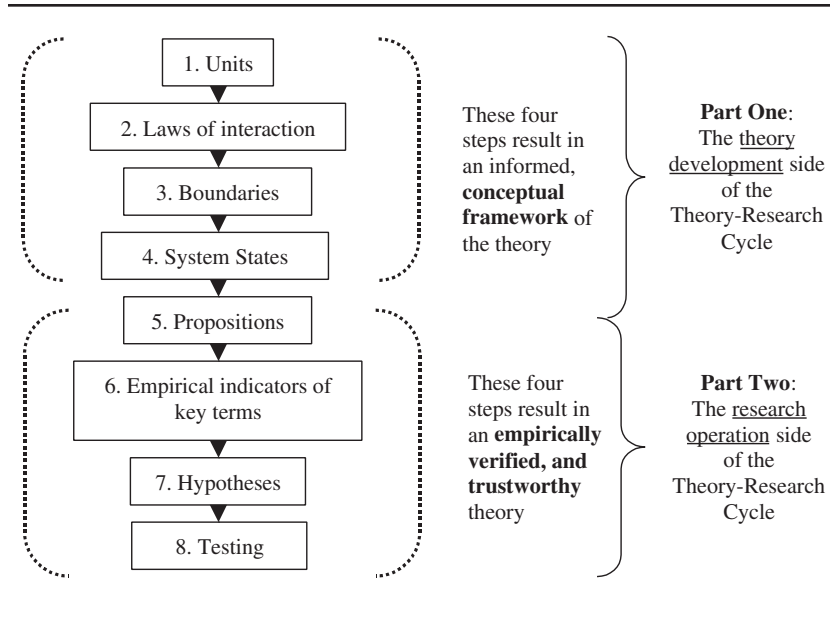 1. Units
2. Laws of interaction
3. Boundaries
4. System States
5. Propositions
6. Empirical indicators of
key terms
7. Hypotheses
8. Testing
These four
steps result in
an informed,
conceptual
framework of
the theory
Part One:
The theory
development side
of the
Theory-Research
Cycle
These four
steps result in
an empirically
verified, and
trustworthy
theory
Part Two:
The research
operation side
of the
Theory-Research
Cycle